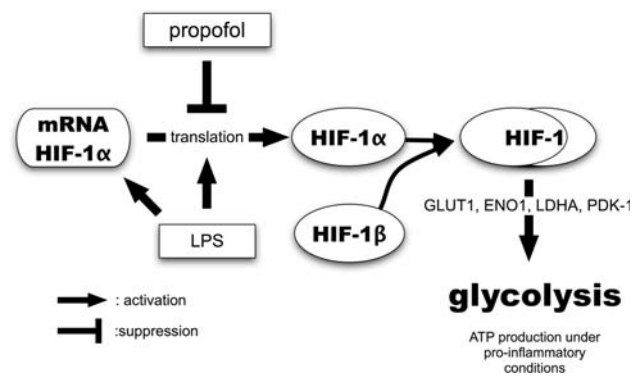 propofol
mRNA
HIF-1α
translation
HIF-1α
HIF-1
GLUT1, ENO1, LDHA, PDK-1
LPS
HIF-1β
: activation
:suppression
glycolysis
ATP production under
pro-inflammatory
conditions